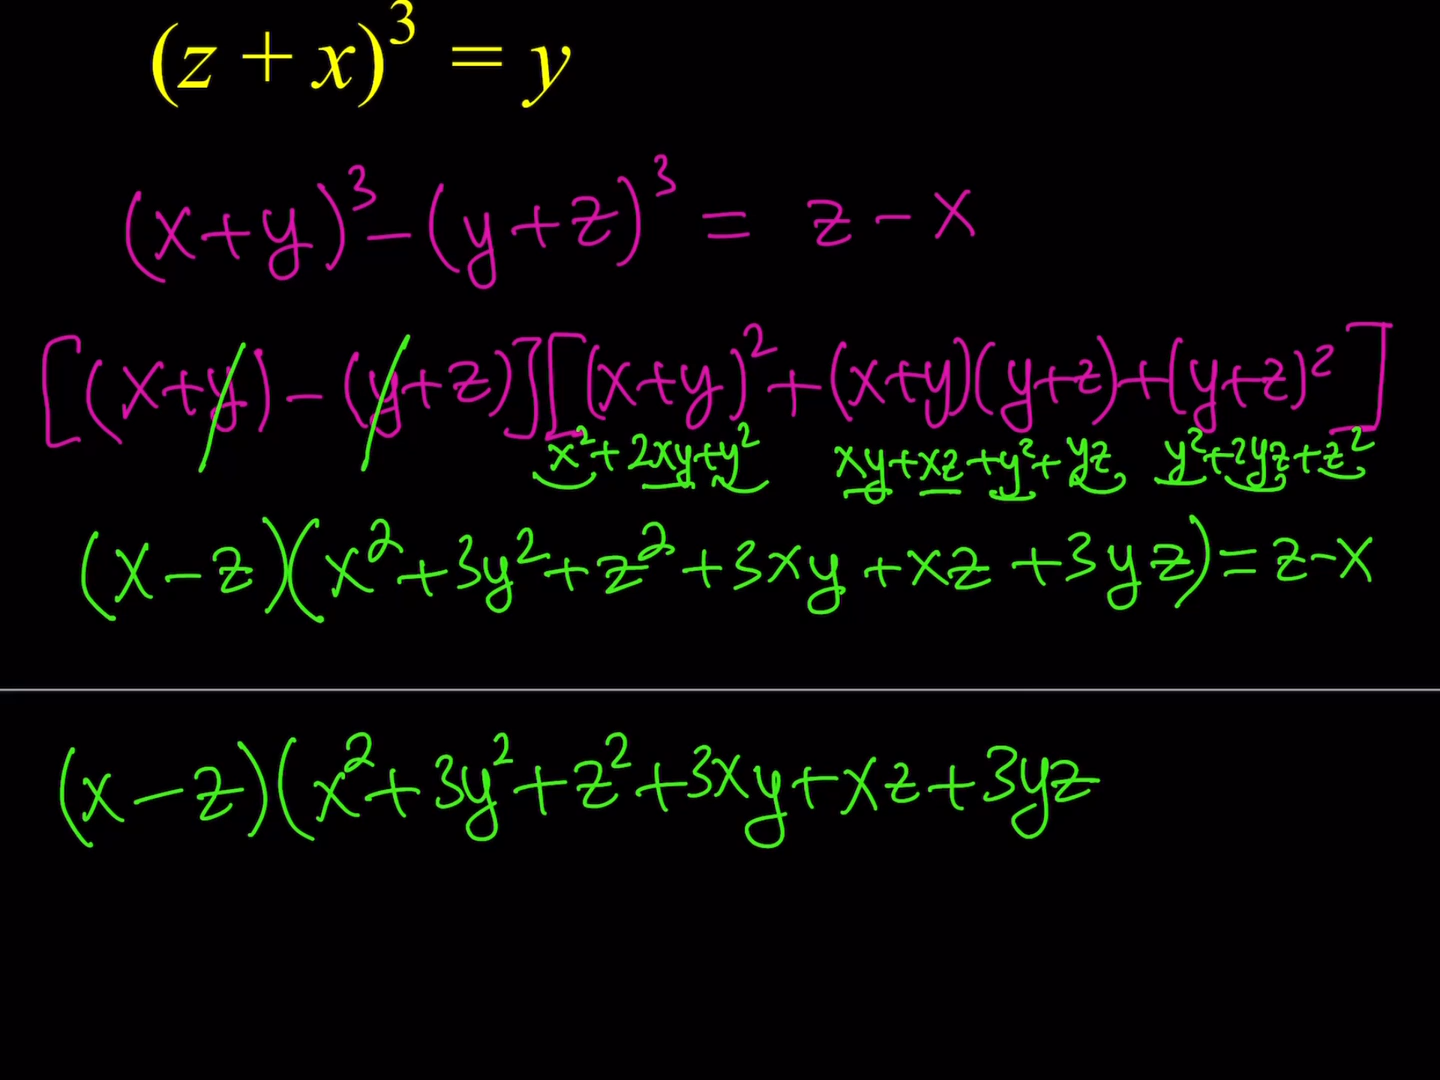 (z + x)³ = y
(x+y)³-(y+z)³ = z-x
[(x+y)-(y+z)][(x+y)²+(x+y)(y+z)+(y+z)²]
x²+2xy+y² xy+xz+y²+yz y²+2yz+z²
(x-z)(x²+3y²+z²+3xy+xz+3yz)=z-x
(x-z)(x²+3y²+z²+3xy+xz+3yz